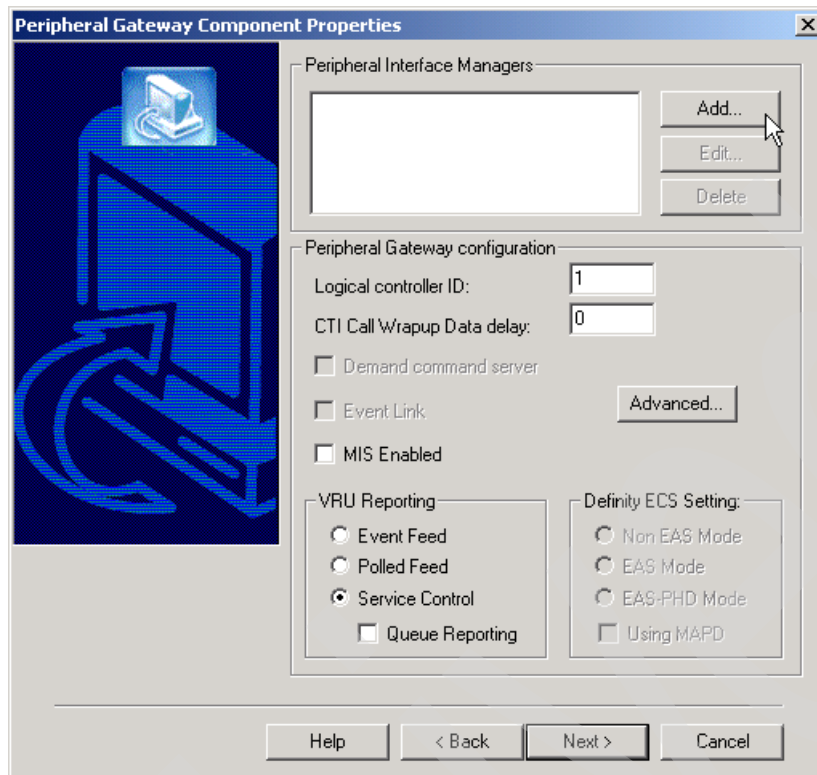 Peripheral Gateway Component Properties
Peripheral Interface Managers
Add...
Edit...
Delete
Peripheral Gateway configuration
Logical controller ID: 1
CTI Call Wrapup Data delay: 0
Demand command server
Event Link
Advanced...
MIS Enabled
VRU Reporting
Event Feed
Polled Feed
Service Control
Queue Reporting
Definity ECS Setting:
Non EAS Mode
EAS Mode
EAS-PHD Mode
Using MAPD
Help
< Back
Next >
Cancel